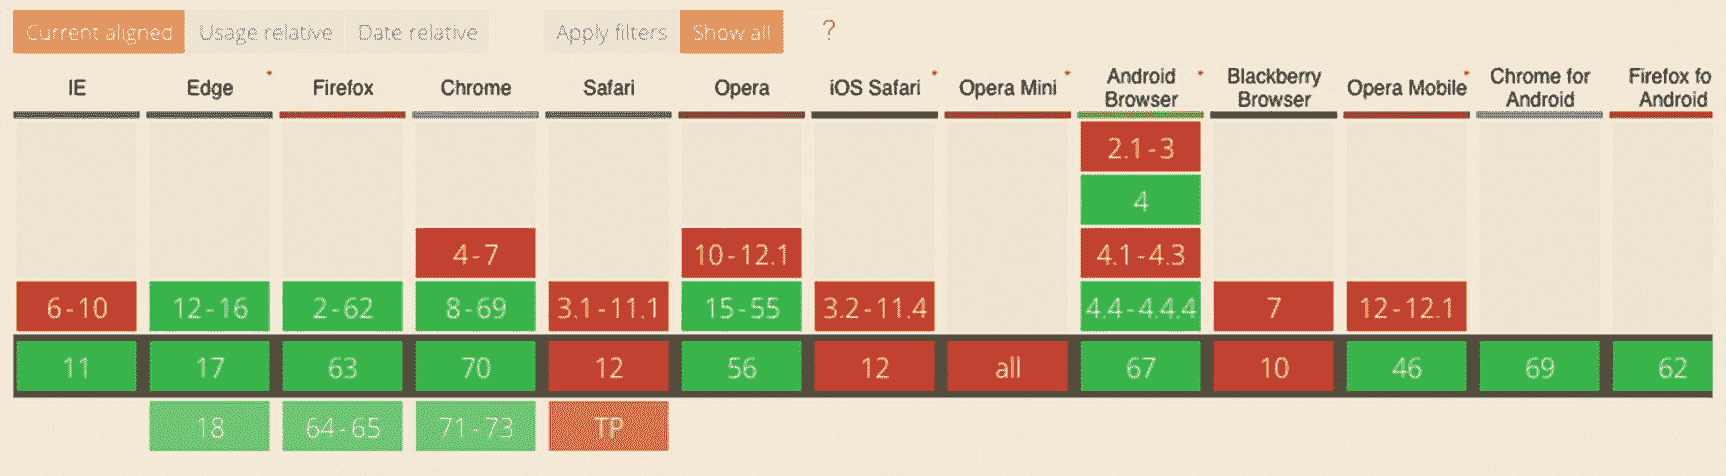 Current aligned Usage relative Date relative Apply filters Show all ?
IE Edge * Firefox Chrome Safari Opera iOS Safari * Opera Mini * Android Browser * Blackberry Browser Opera Mobile * Chrome for Android Firefox fo Android
2.1-3
4
4-7 10-12.1 4.1-4.3
6-10 12-16 2-62 8-69 3.1-11.1 15-55 3.2-11.4 4.4-4.4.4 7 12-12.1
11 17 63 70 12 56 12 all 67 10 46 69 62
18 64-65 71-73 TP